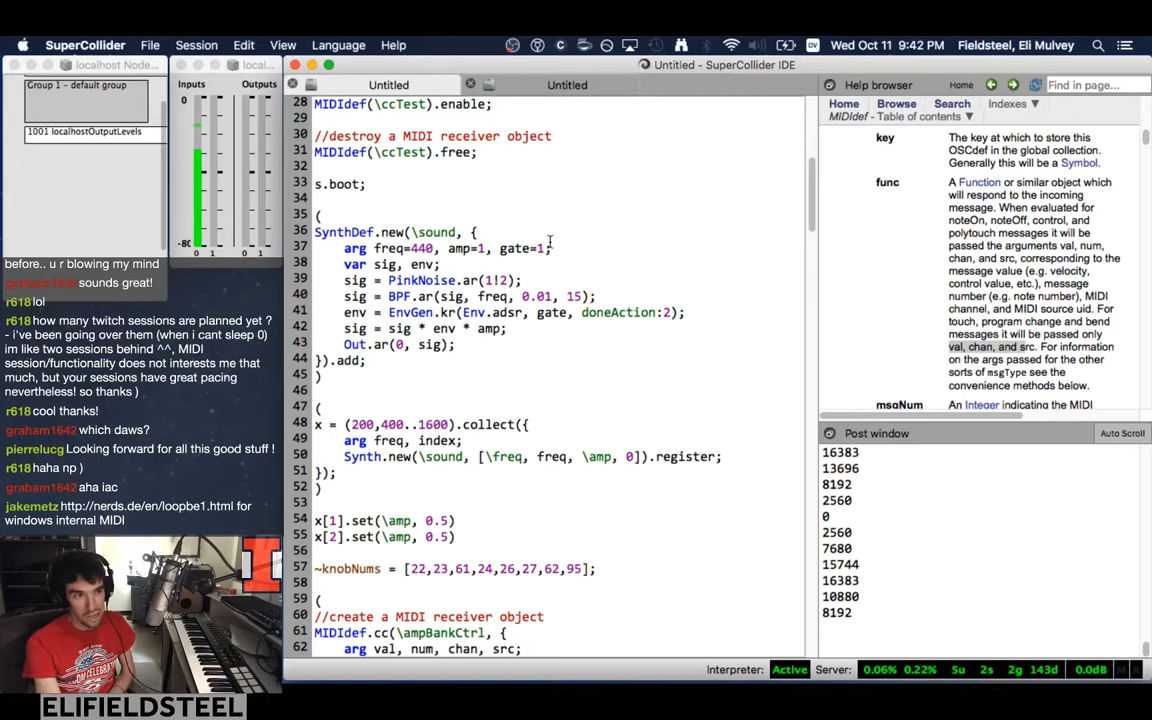 SuperCollider File Session Edit View Language Help
DV Wed Oct 11 9:42 PM Fieldsteel, Eli Mulvey
localhost Node...
Group 1 - default group
1001 localhostOutputLevels
local...
Inputs Outputs
0
-80
0 1 0 1
before.. u r blowing my mind
graham1642 sounds great!
r618 lol
r618 how many twitch sessions are planned yet ?
- i've been going over them (when i cant sleep 0)
im like two sessions behind ^^, MIDI
session/functionality does not interests me that
much, but your sessions have great pacing
nevertheless! so thanks )
r618 cool thanks!
graham1642 which daws?
pierrelucg Looking forward for all this good stuff !
r618 haha np )
graham1642 aha iac
jakemetz http://nerds.de/en/loopbe1.html for
windows internal MIDI
Untitled - SuperCollider IDE
Untitled Untitled
28 MIDIdef(\ccTest).enable;
29
30 //destroy a MIDI receiver object
31 MIDIdef(\ccTest).free;
32
33 s.boot;
34
35 (
36 SynthDef.new(\sound, {
37 arg freq=440, amp=1, gate=1;
38 var sig, env;
39 sig = PinkNoise.ar(1!2);
40 sig = BPF.ar(sig, freq, 0.01, 15);
41 env = EnvGen.kr(Env.adsr, gate, doneAction:2);
42 sig = sig * env * amp;
43 Out.ar(0, sig);
44 }).add;
45 )
46
47 (
48 x = (200,400..1600).collect({
49 arg freq, index;
50 Synth.new(\sound, [\freq, freq, \amp, 0]).register;
51 });
52 )
53
54 x[1].set(\amp, 0.5)
55 x[2].set(\amp, 0.5)
56
57 ~knobNums = [22,23,61,24,26,27,62,95];
58
59 (
60 //create a MIDI receiver object
61 MIDIdef.cc(\ampBankCtrl, {
62 arg val, num, chan, src;
Help browser Home Find in page...
Home Browse Search Indexes ▼
MIDIdef - Table of contents ▼
key The key at which to store this
OSCdef in the global collection.
Generally this will be a Symbol.
func A Function or similar object which
will respond to the incoming
message. When evaluated for
noteOn, noteOff, control, and
polytouch messages it will be
passed the arguments val, num,
chan, and src, corresponding to the
message value (e.g. velocity,
control value, etc.), message
number (e.g. note number), MIDI
channel, and MIDI source uid. For
touch, program change and bend
messages it will be passed only
val, chan, and src. For information
on the args passed for the other
sorts of msgType see the
convenience methods below.
msgNum An Integer indicating the MIDI
Post window Auto Scroll
16383
13696
8192
2560
0
2560
7680
15744
16383
10880
8192
Interpreter: Active Server: 0.06% 0.22% 5u 2s 2g 143d 0.0dB M R
ELIFIELDSTEEL